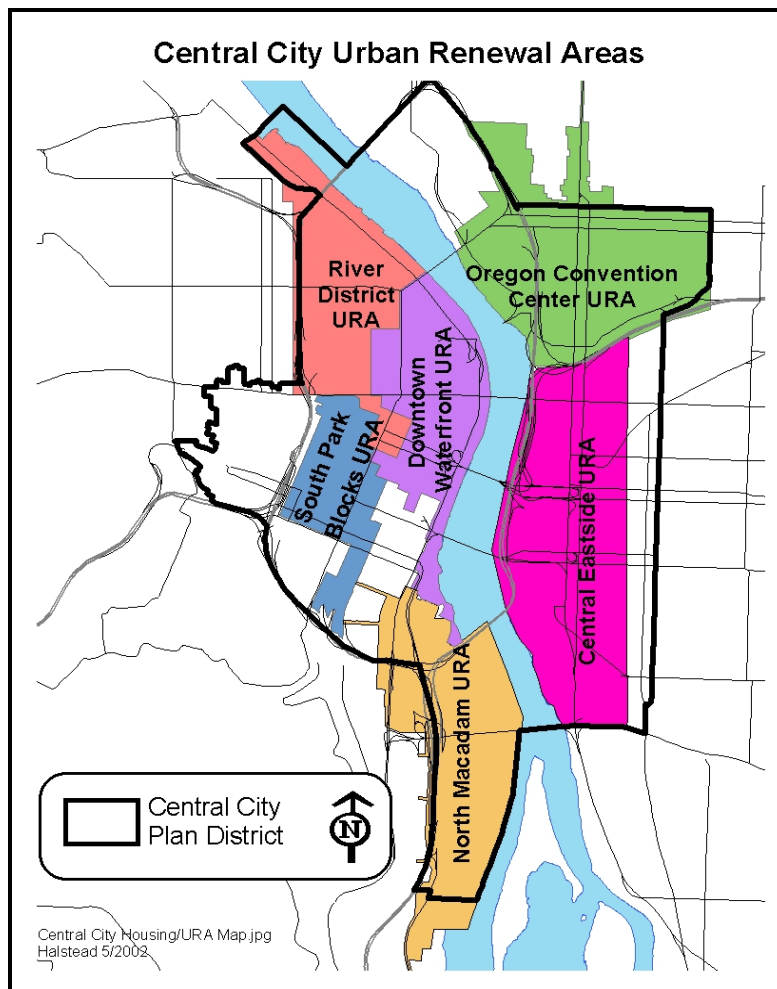 Central City Urban Renewal Areas
River
District
URA
Oregon Convention
Center URA
Downtown
Waterfront URA
South Park
Blocks URA
Central Eastside URA
North Macadam URA
Central City
Plan District
N
Central City Housing/URA Map.jpg
Halstead 5/2002